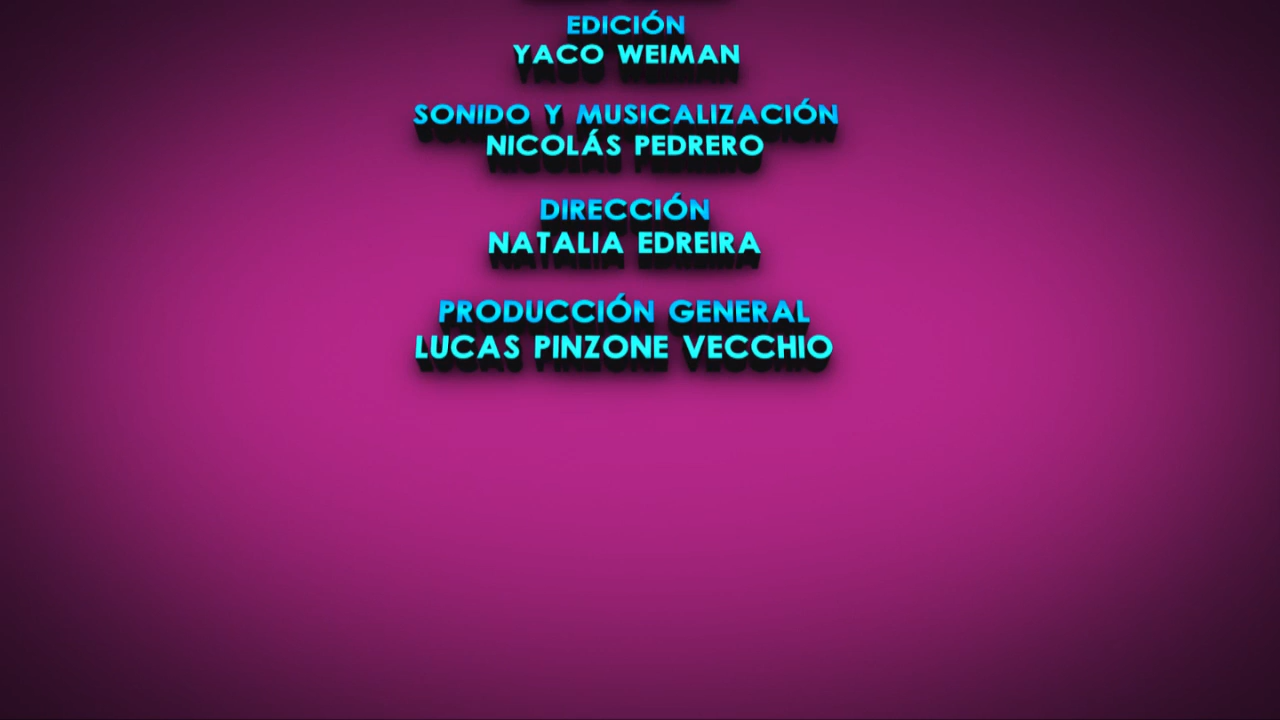 EDICIÓN
YACO WEIMAN
SONIDO Y MUSICALIZACIÓN
NICOLÁS PEDRERO
DIRECCIÓN
NATALIA EDREIRA
PRODUCCIÓN GENERAL
LUCAS PINZONE VECCHIO